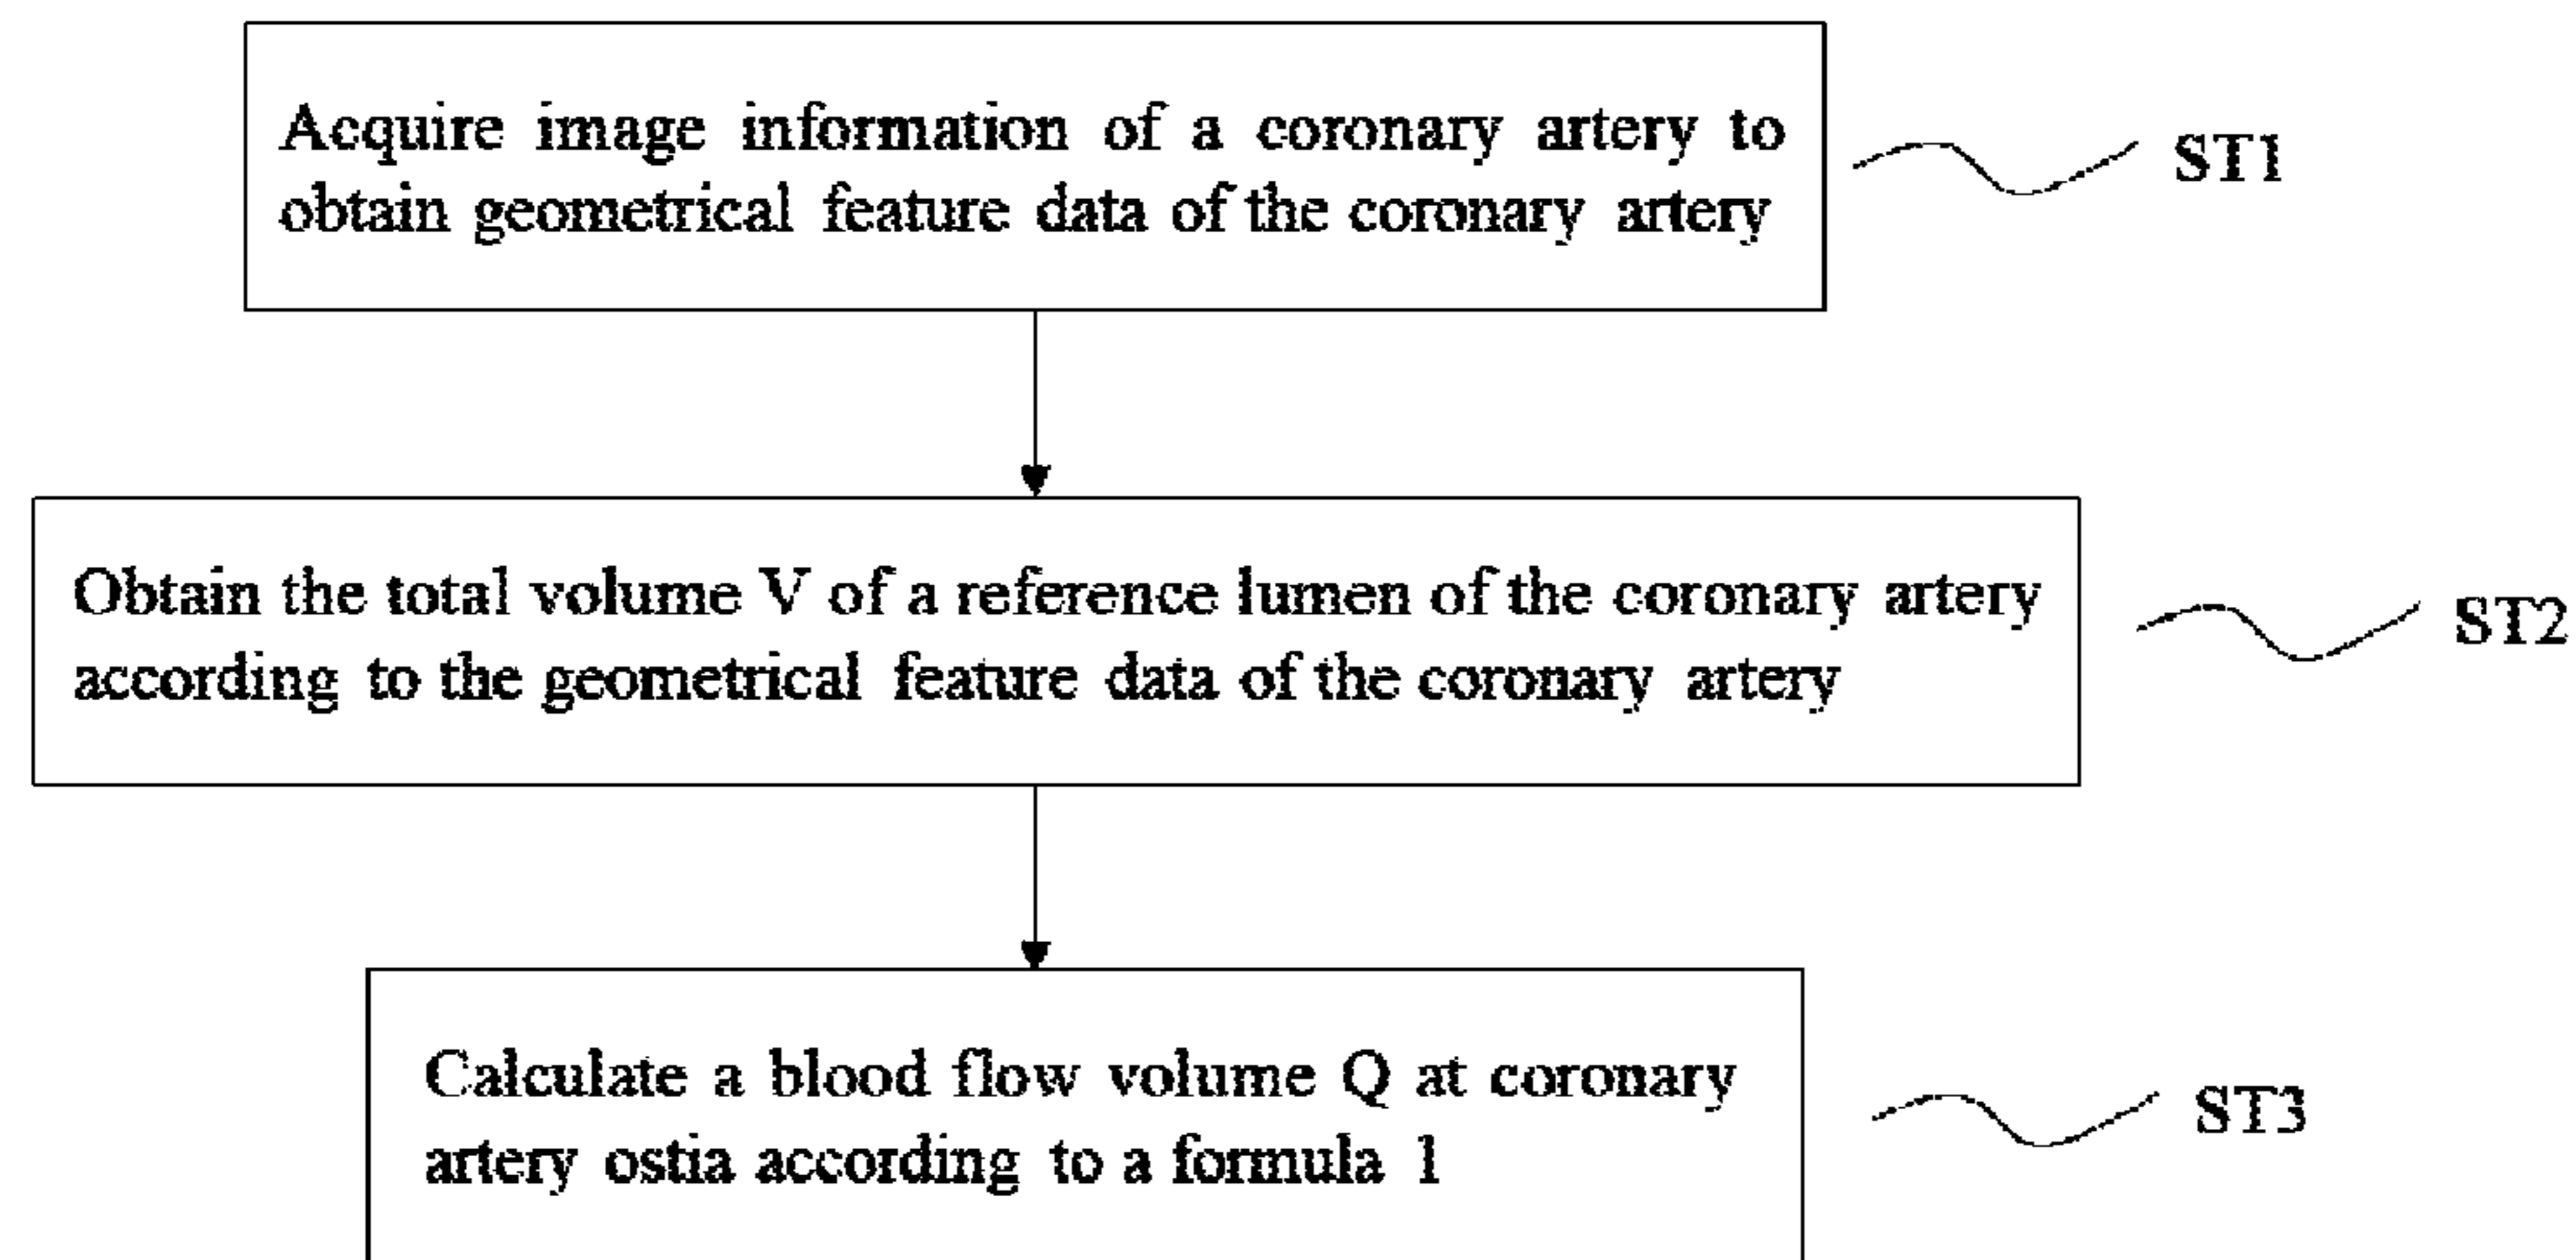 Acquire image information of a coronary artery to
obtain geometrical feature data of the coronary artery
ST1
Obtain the total volume V of a reference lumen of the coronary artery
according to the geometrical feature data of the coronary artery
ST2
Calculate a blood flow volume Q at coronary
artery ostia according to a formula 1
ST3